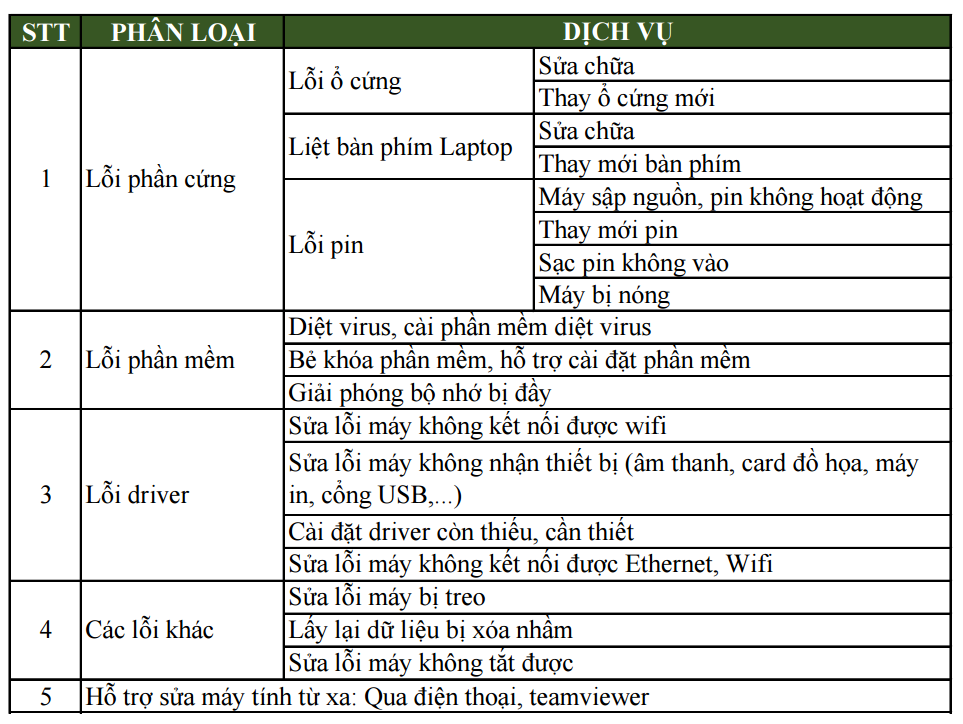 STT PHÂN LOẠI DỊCH VỤ
1 Lỗi phần cứng
Lỗi ổ cứng
Sửa chữa
Thay ổ cứng mới
Liệt bàn phím Laptop
Sửa chữa
Thay mới bàn phím
Lỗi pin
Máy sập nguồn, pin không hoạt động
Thay mới pin
Sạc pin không vào
Máy bị nóng
2 Lỗi phần mềm
Diệt virus, cài phần mềm diệt virus
Bẻ khóa phần mềm, hỗ trợ cài đặt phần mềm
Giải phóng bộ nhớ bị đầy
3 Lỗi driver
Sửa lỗi máy không kết nối được wifi
Sửa lỗi máy không nhận thiết bị (âm thanh, card đồ họa, máy
in, cổng USB,...)
Cài đặt driver còn thiếu, cần thiết
Sửa lỗi máy không kết nối được Ethernet, Wifi
4 Các lỗi khác
Sửa lỗi máy bị treo
Lấy lại dữ liệu bị xóa nhầm
Sửa lỗi máy không tắt được
5 Hỗ trợ sửa máy tính từ xa: Qua điện thoại, teamviewer